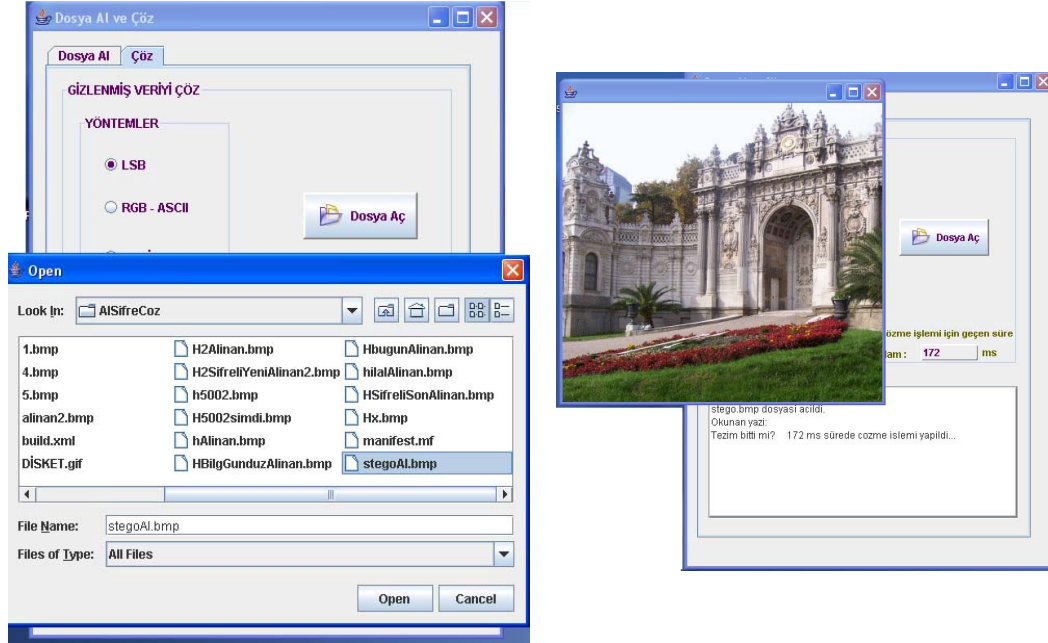 Dosya Al ve Çöz
Dosya Al Çöz
GİZLENMİŞ VERİYİ ÇÖZ
YÖNTEMLER
LSB
RGB - ASCII
Dosya Aç
Open
Look In: AlSifreCoz
1.bmp H2Alinan.bmp HbugunAlinan.bmp
4.bmp H2SifreliYeniAlinan2.bmp hilalAlinan.bmp
5.bmp h5002.bmp HSifreliSonAlinan.bmp
alinan2.bmp H5002simdi.bmp Hx.bmp
build.xml hAlinan.bmp manifest.mf
DİSKET.gif HBilgGunduzAlinan.bmp stegoAl.bmp
File Name: stegoAl.bmp
Files of Type: All Files
Open Cancel
Dosya Aç
özme işlemi için geçen süre
lam : 172 ms
stego.bmp dosyasi acildi.
Okunan yazi:
Tezim bitti mi? 172 ms sürede cozme islemi yapildi...